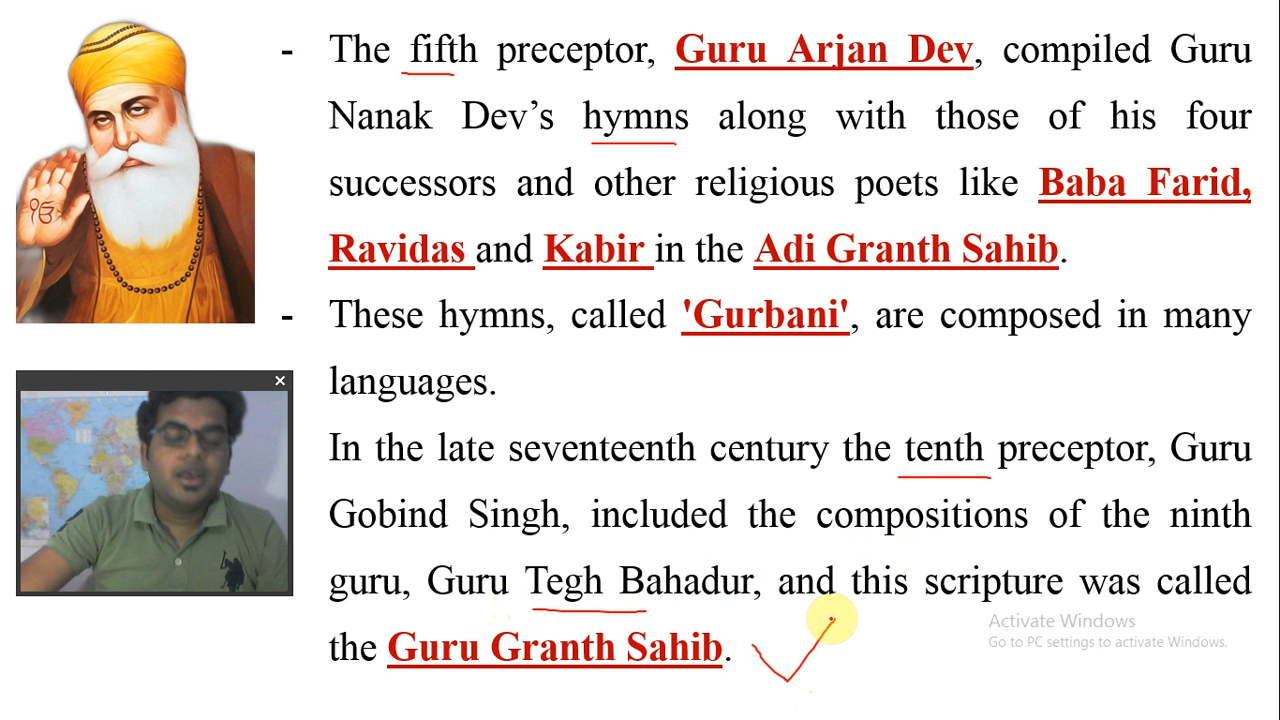 - The fifth preceptor, Guru Arjan Dev, compiled Guru
Nanak Dev’s hymns along with those of his four
successors and other religious poets like Baba Farid,
Ravidas and Kabir in the Adi Granth Sahib.
- These hymns, called 'Gurbani', are composed in many
languages.
In the late seventeenth century the tenth preceptor, Guru
Gobind Singh, included the compositions of the ninth
guru, Guru Tegh Bahadur, and this scripture was called
the Guru Granth Sahib.
ੴ
Activate Windows
Go to PC settings to activate Windows.